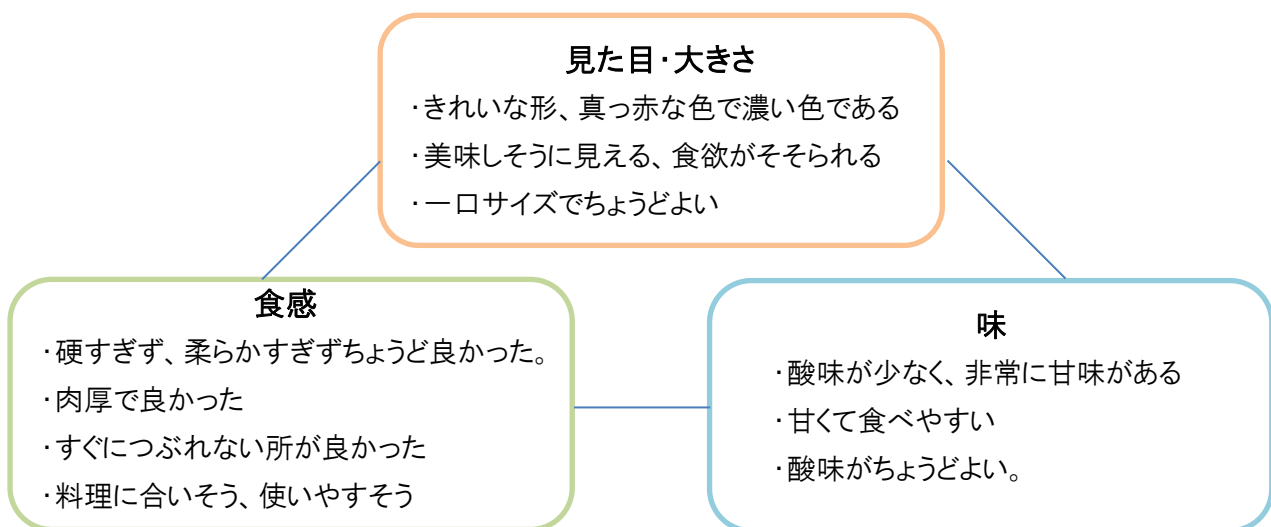 見た目・大きさ
・きれいな形、真っ赤な色で濃い色である
・美味しそうに見える、食欲がそそられる
・一口サイズでちょうどよい
食感
・硬すぎず、柔らかすぎずちょうど良かった。
・肉厚で良かった
・すぐにつぶれない所が良かった
・料理に合いそう、使いやすそう
味
・酸味が少なく、非常に甘味がある
・甘くて食べやすい
・酸味がちょうどよい。